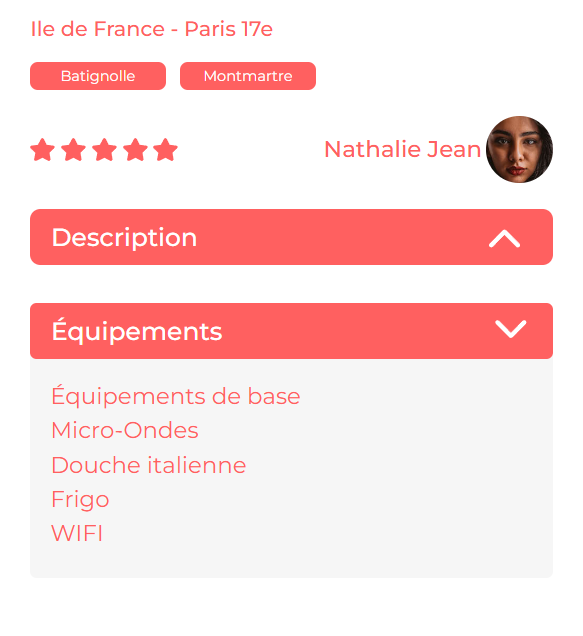 Ile de France - Paris 17e
Batignolle
Montmartre
Nathalie Jean
Description
Équipements
Équipements de base
Micro-Ondes
Douche italienne
Frigo
WIFI